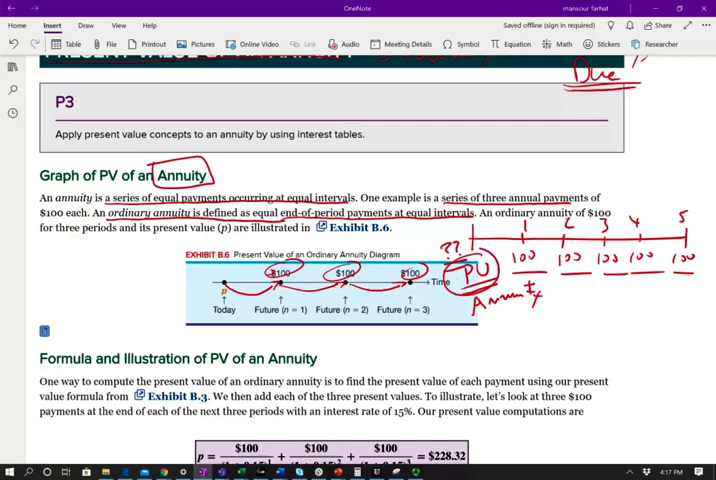 OneNote
mansour farhat
Home Insert Draw View Help
Saved offline (sign in required)
Share
Table File Printout Pictures Online Video Link Audio Meeting Details Symbol Equation Math Stickers Researcher
PRESENT VALUE OF AN ANNUITY
Due
P3
Apply present value concepts to an annuity by using interest tables.
Graph of PV of an Annuity
An annuity is a series of equal payments occurring at equal intervals. One example is a series of three annual payments of
$100 each. An ordinary annuity is defined as equal end-of-period payments at equal intervals. An ordinary annuity of $100
for three periods and its present value (p) are illustrated in Exhibit B.6.
1 2 3 4 5
100 100 100 100 100
??
PV
Annuity
EXHIBIT B.6 Present Value of an Ordinary Annuity Diagram
$100 $100 $100
Time
p
Today Future (n = 1) Future (n = 2) Future (n = 3)
Formula and Illustration of PV of an Annuity
One way to compute the present value of an ordinary annuity is to find the present value of each payment using our present
value formula from Exhibit B.3. We then add each of the three present values. To illustrate, let's look at three $100
payments at the end of each of the next three periods with an interest rate of 15%. Our present value computations are
$100 $100 $100
p = + + = $228.32
4:17 PM